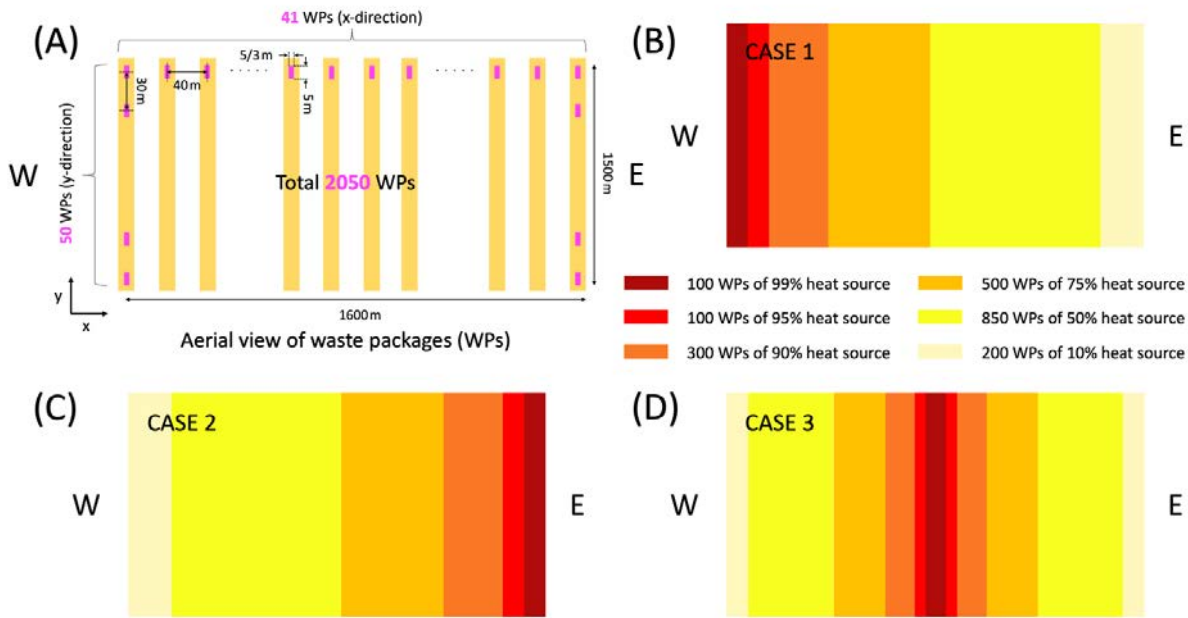 (A)
41 WPs (x-direction)
5/3 m
30 m
40 m
5 m
W
50 WPs (y-direction)
Total 2050 WPs
1500 m
E
y
x
1600 m
Aerial view of waste packages (WPs)
(B)
CASE 1
W
E
100 WPs of 99% heat source
500 WPs of 75% heat source
100 WPs of 95% heat source
850 WPs of 50% heat source
300 WPs of 90% heat source
200 WPs of 10% heat source
(C)
CASE 2
W
E
(D)
CASE 3
W
E